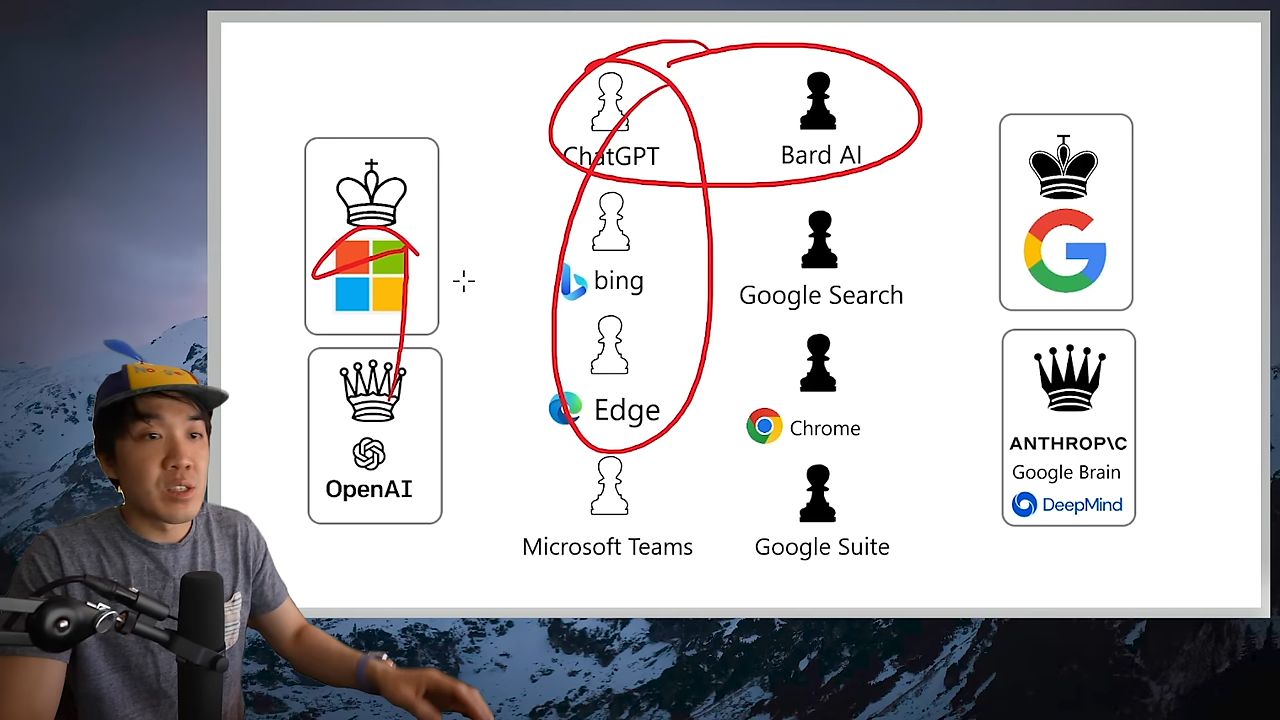 ChatGPT
Bard AI
bing
Google Search
Edge
Chrome
Microsoft Teams
Google Suite
OpenAI
ANTHROP\C
Google Brain
DeepMind